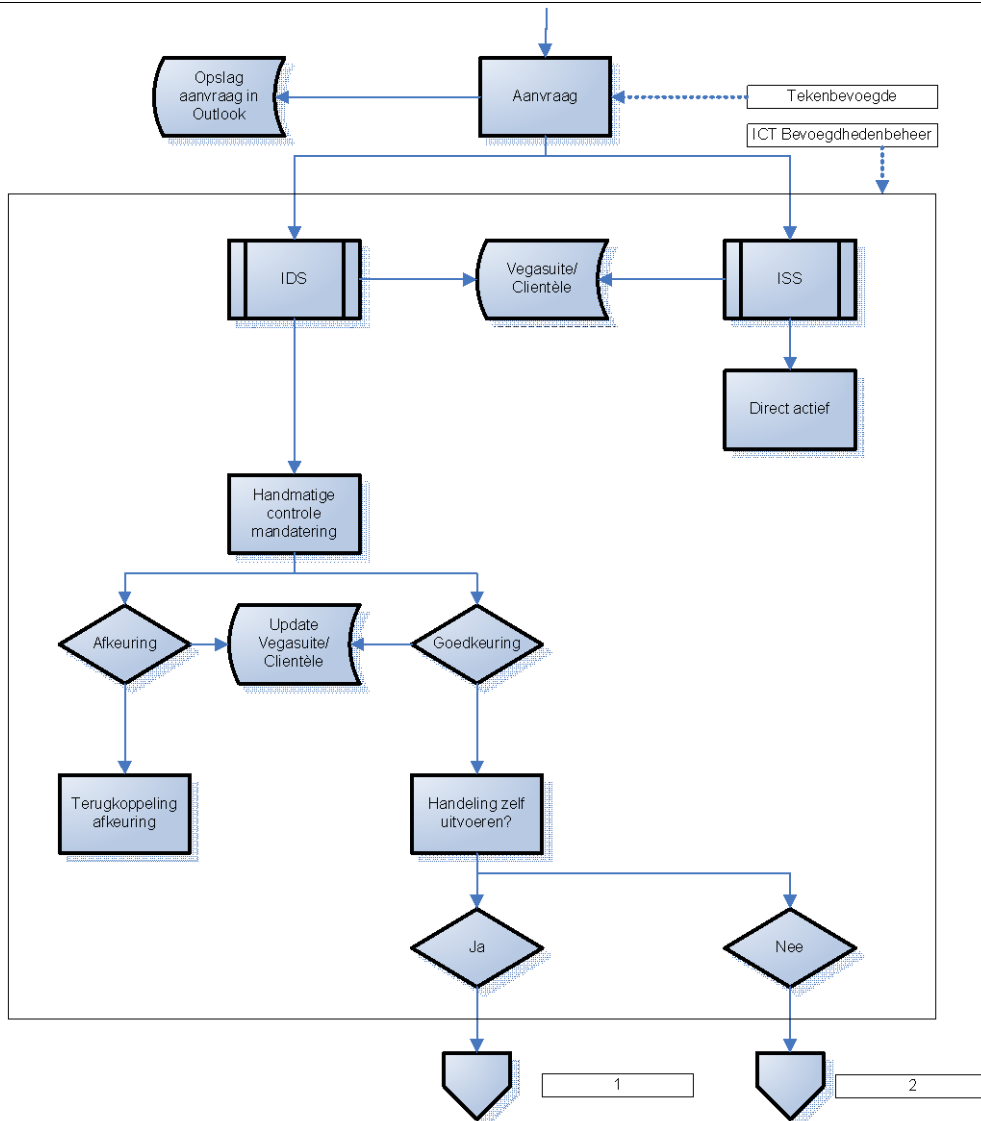 Opslag
aanvraag in
Outlook
Aanvraag
Tekenbevoegde
ICT Bevoegdhedenbeheer
IDS
Vegasuite/
Clientèle
ISS
Direct actief
Handmatige
controle
mandatering
Afkeuring
Update
Vegasuite/
Clientèle
Goedkeuring
Terugkoppeling
afkeuring
Handeling zelf
uitvoeren?
Ja
Nee
1
2